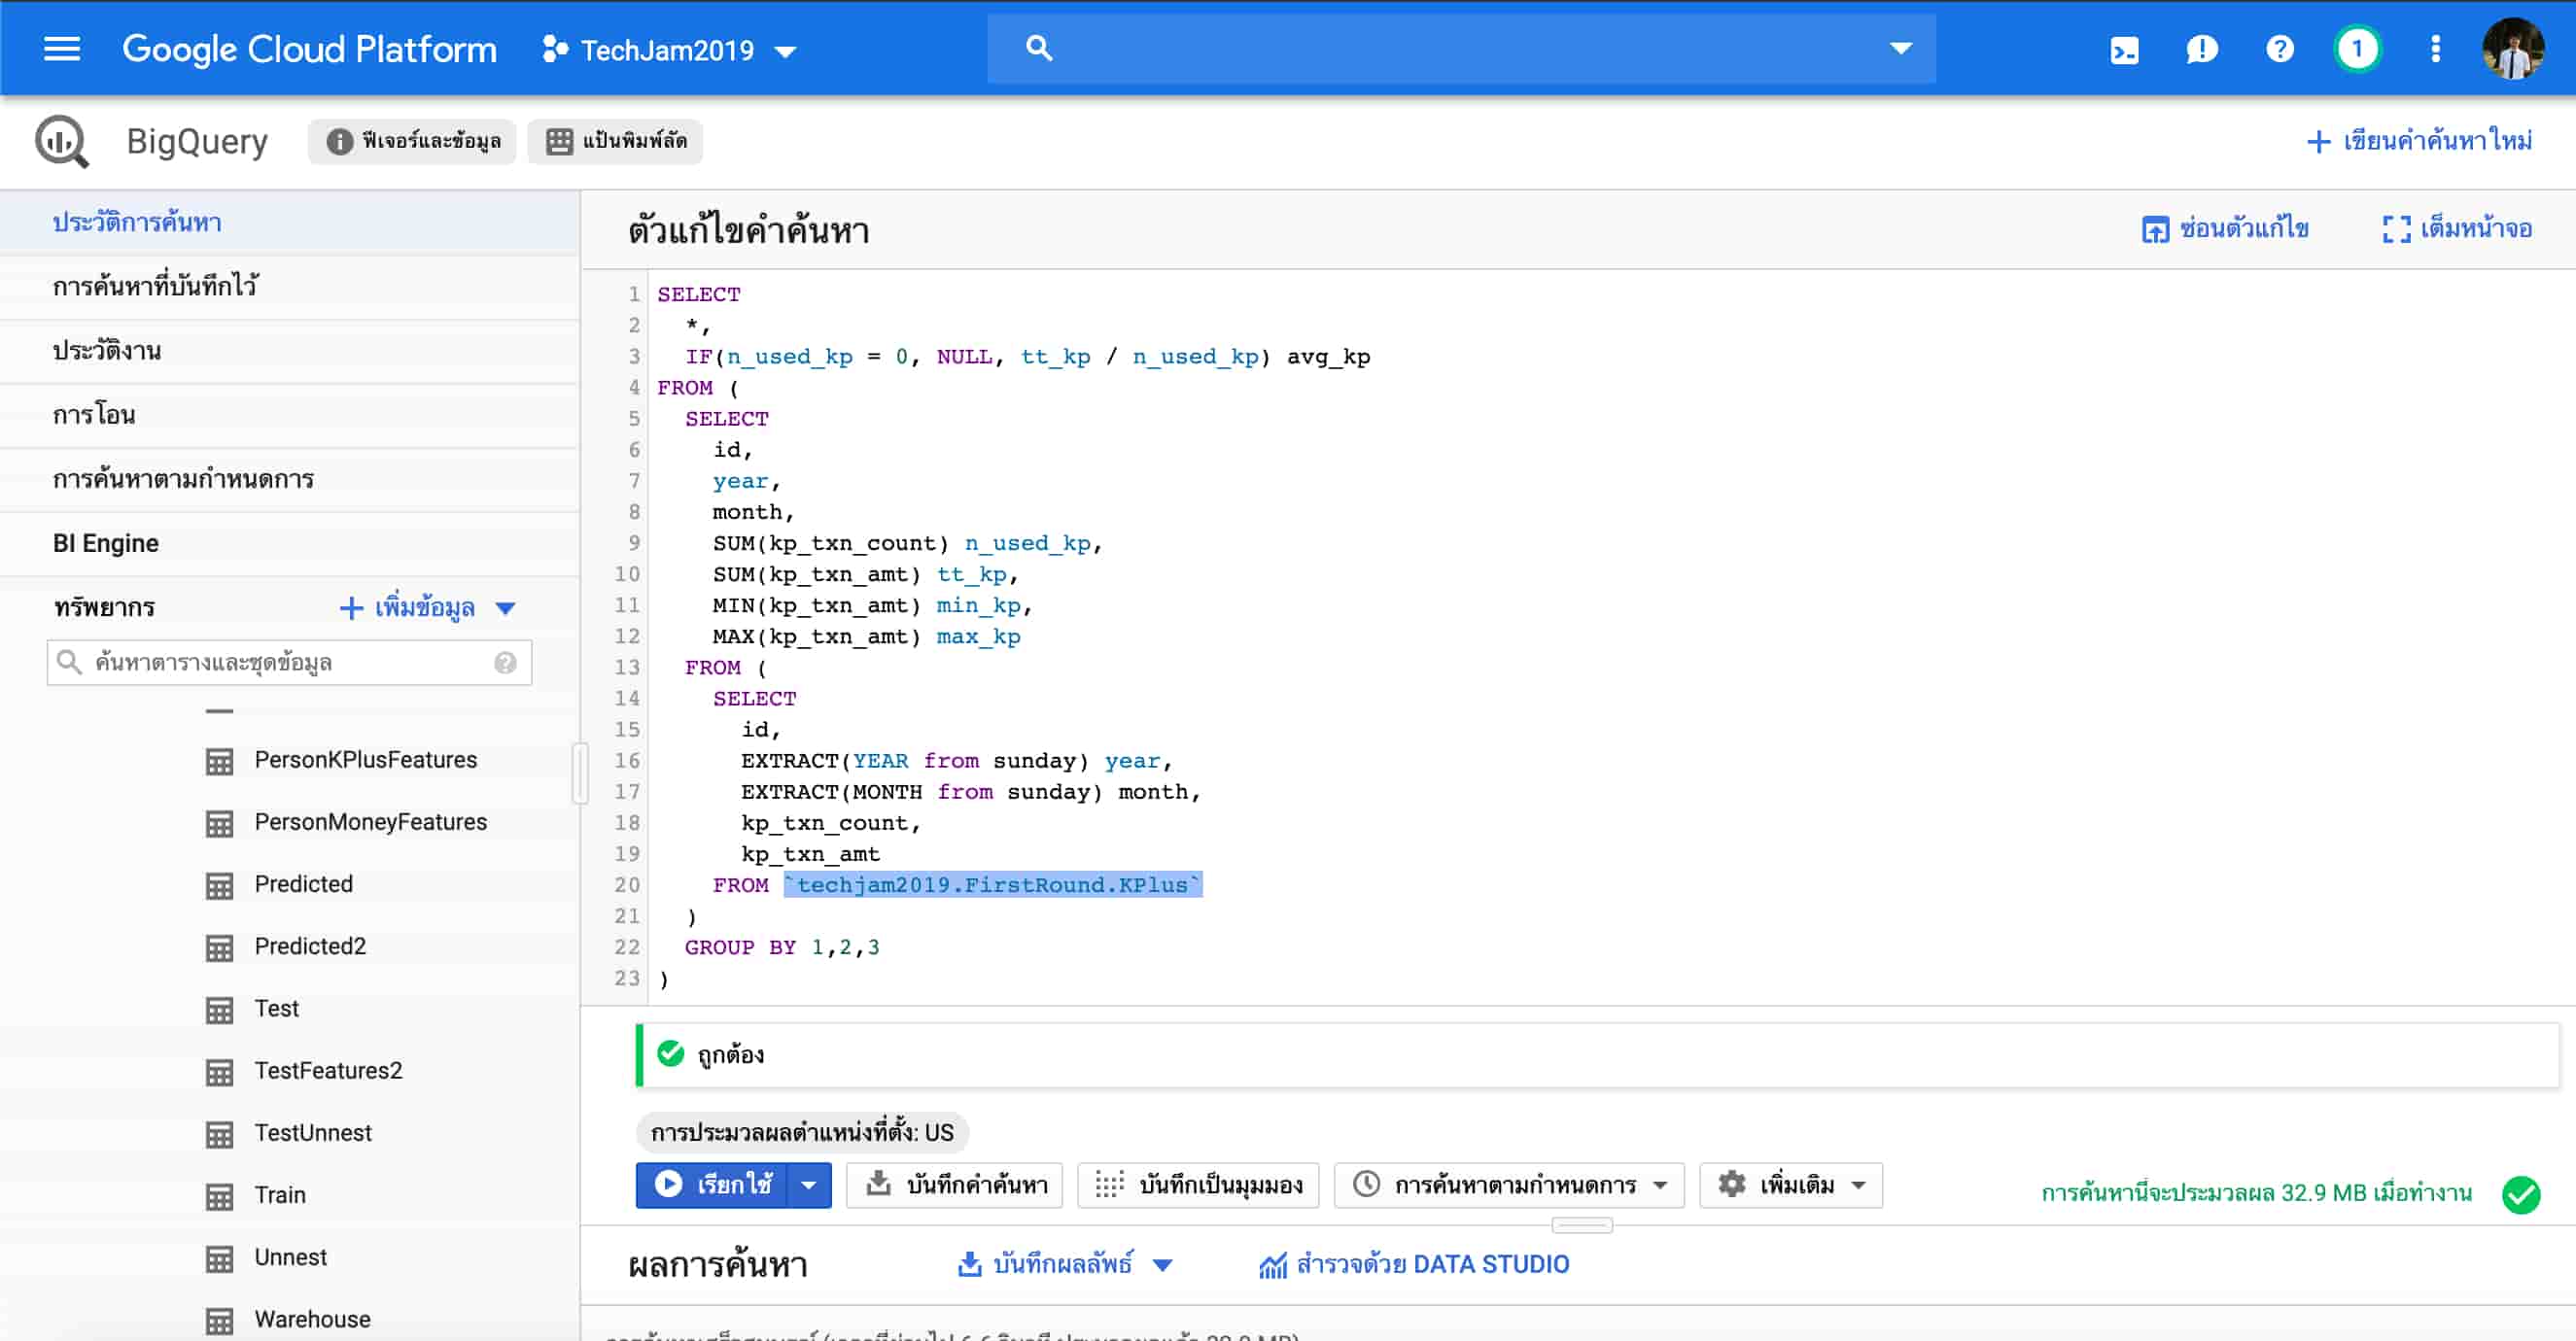 Google Cloud Platform TechJam2019 1
BigQuery ฟีเจอร์และข้อมูล แป้นพิมพ์ลัด เขียนคำค้นหาใหม่
ประวัติการค้นหา
การค้นหาที่บันทึกไว้
ประวัติงาน
การโอน
การค้นหาตามกำหนดการ
BI Engine
ทรัพยากร เพิ่มข้อมูล
ค้นหาตารางและชุดข้อมูล
PersonKPlusFeatures
PersonMoneyFeatures
Predicted
Predicted2
Test
TestFeatures2
TestUnnest
Train
Unnest
Warehouse
ตัวแก้ไขคำค้นหา ซ่อนตัวแก้ไข เต็มหน้าจอ
1 SELECT
2 *,
3 IF(n_used_kp = 0, NULL, tt_kp / n_used_kp) avg_kp
4 FROM (
5 SELECT
6 id,
7 year,
8 month,
9 SUM(kp_txn_count) n_used_kp,
10 SUM(kp_txn_amt) tt_kp,
11 MIN(kp_txn_amt) min_kp,
12 MAX(kp_txn_amt) max_kp
13 FROM (
14 SELECT
15 id,
16 EXTRACT(YEAR from sunday) year,
17 EXTRACT(MONTH from sunday) month,
18 kp_txn_count,
19 kp_txn_amt
20 FROM `techjam2019.FirstRound.KPlus`
21 )
22 GROUP BY 1,2,3
23 )
ถูกต้อง
การประมวลผลตำแหน่งที่ตั้ง: US
เรียกใช้ บันทึกคำค้นหา บันทึกเป็นมุมมอง การค้นหาตามกำหนดการ เพิ่มเติม การค้นหานี้จะประมวลผล 32.9 MB เมื่อทำงาน
ผลการค้นหา บันทึกผลลัพธ์ สำรวจด้วย DATA STUDIO